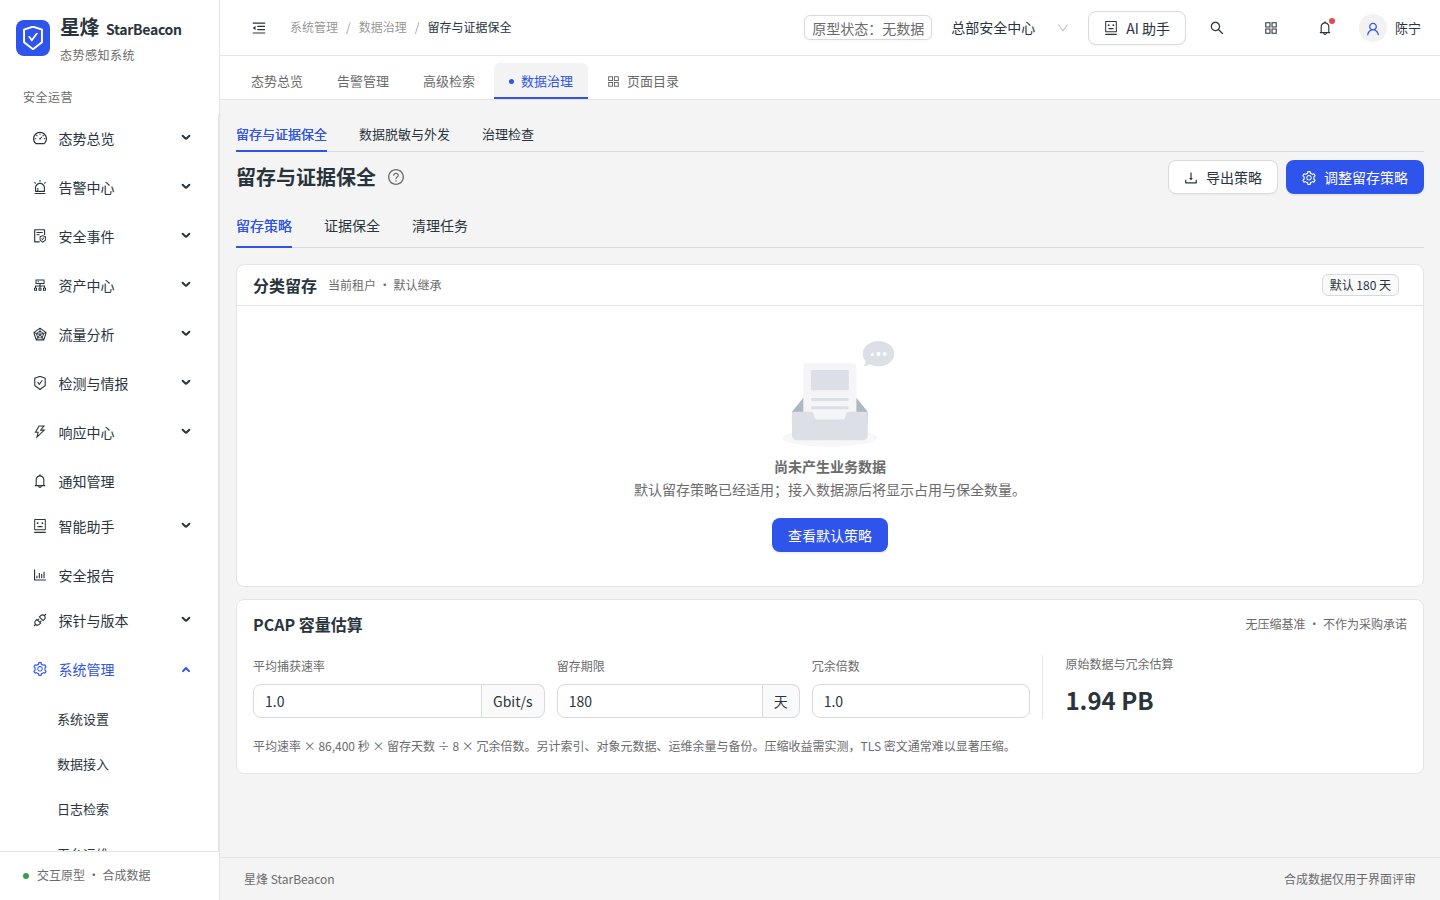 星烽 StarBeacon
态势感知系统
安全运营
态势总览
告警中心
安全事件
资产中心
流量分析
检测与情报
响应中心
通知管理
智能助手
安全报告
探针与版本
系统管理
系统设置
数据接入
日志检索
交互原型 · 合成数据
系统管理 / 数据治理 / 留存与证据保全
原型状态：无数据
总部安全中心
AI 助手
陈宁
态势总览
告警管理
高级检索
数据治理
页面目录
留存与证据保全
数据脱敏与外发
治理检查
留存与证据保全
导出策略
调整留存策略
留存策略
证据保全
清理任务
分类留存 当前租户 · 默认继承
默认 180 天
尚未产生业务数据
默认留存策略已经适用；接入数据源后将显示占用与保全数量。
查看默认策略
PCAP 容量估算
无压缩基准 · 不作为采购承诺
平均捕获速率
留存期限
冗余倍数
原始数据与冗余估算
1.0 Gbit/s
180 天
1.0
1.94 PB
平均速率 × 86,400 秒 × 留存天数 ÷ 8 × 冗余倍数。另计索引、对象元数据、运维余量与备份。压缩收益需实测，TLS 密文通常难以显著压缩。
星烽 StarBeacon
合成数据仅用于界面评审